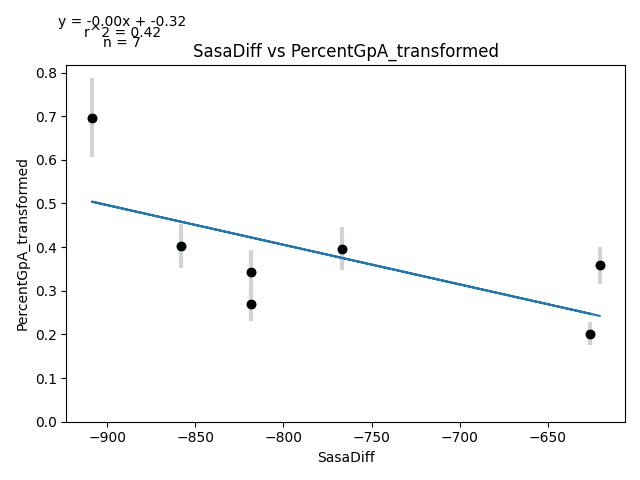 y = -0.00x + -0.32
r^2 = 0.42
n = 7
SasaDiff vs PercentGpA_transformed
PercentGpA_transformed
0.8
0.7
0.6
0.5
0.4
0.3
0.2
0.1
0.0
−900
−850
−800
−750
−700
−650
SasaDiff